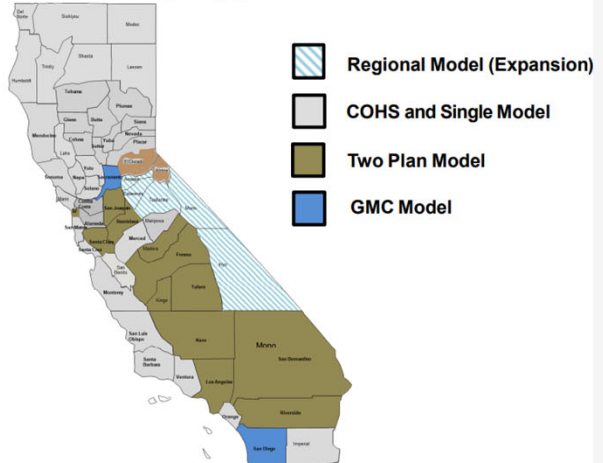 Del
Norte
Siskiyou
Modoc
Humboldt
Trinity
Shasta
Lassen
Tehama
Plumas
Glenn
Butte
Sierra
Mendocino
Colusa
Yuba
Nevada
Placer
Lake
Sutter
El Dorado
Yolo
Sonoma
Napa
Sacramento
Alpine
Solano
Amador
Calaveras
Marin
Contra
Costa
San Joaquin
Tuolumne
Mono
SF
Alameda
Stanislaus
Mariposa
San Mateo
Santa Clara
Merced
Santa Cruz
Madera
Fresno
San
Benito
Inyo
Monterey
Kings
Tulare
San Luis
Obispo
Kern
Mono
San Bernardino
Santa
Barbara
Ventura
Los Angeles
Orange
Riverside
San Diego
Imperial
Regional Model (Expansion)
COHS and Single Model
Two Plan Model
GMC Model